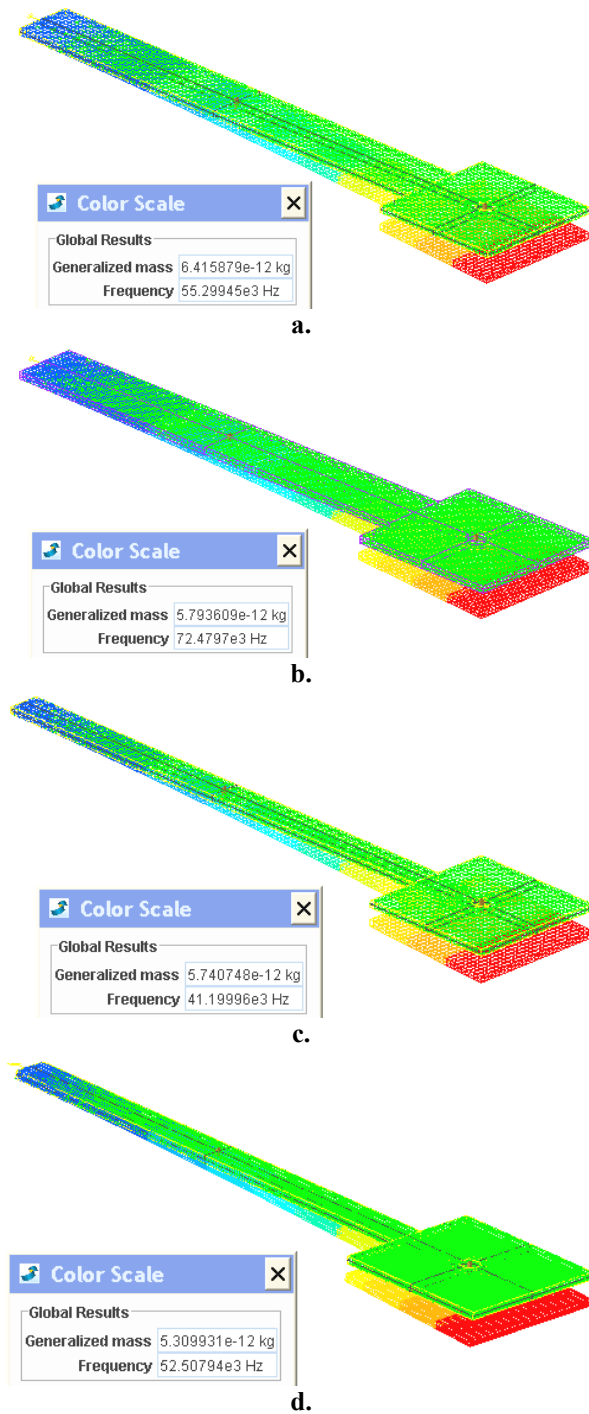 Color Scale
Global Results
Generalized mass 6.415879e-12 kg
Frequency 55.29945e3 Hz
a.
Color Scale
Global Results
Generalized mass 5.793609e-12 kg
Frequency 72.4797e3 Hz
b.
Color Scale
Global Results
Generalized mass 5.740748e-12 kg
Frequency 41.19996e3 Hz
c.
Color Scale
Global Results
Generalized mass 5.309931e-12 kg
Frequency 52.50794e3 Hz
d.